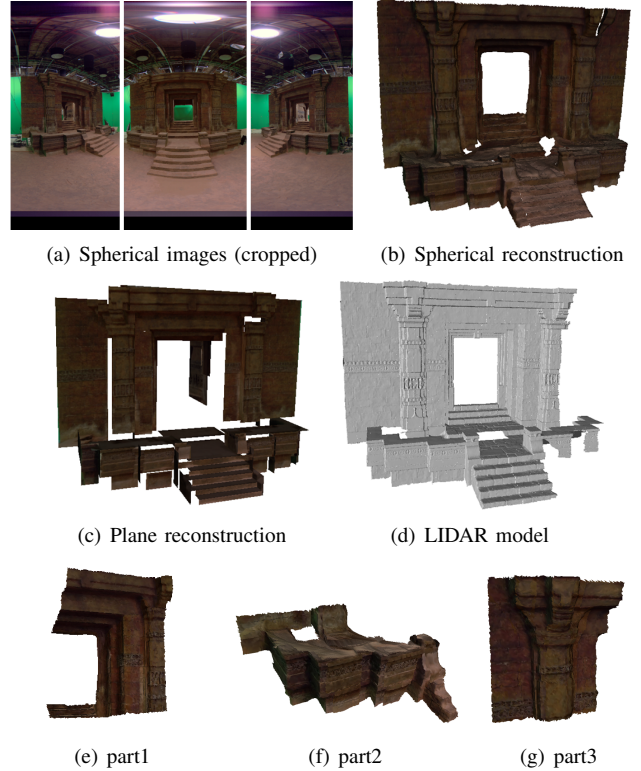 (a) Spherical images (cropped)
(b) Spherical reconstruction
(c) Plane reconstruction
(d) LIDAR model
(e) part1
(f) part2
(g) part3